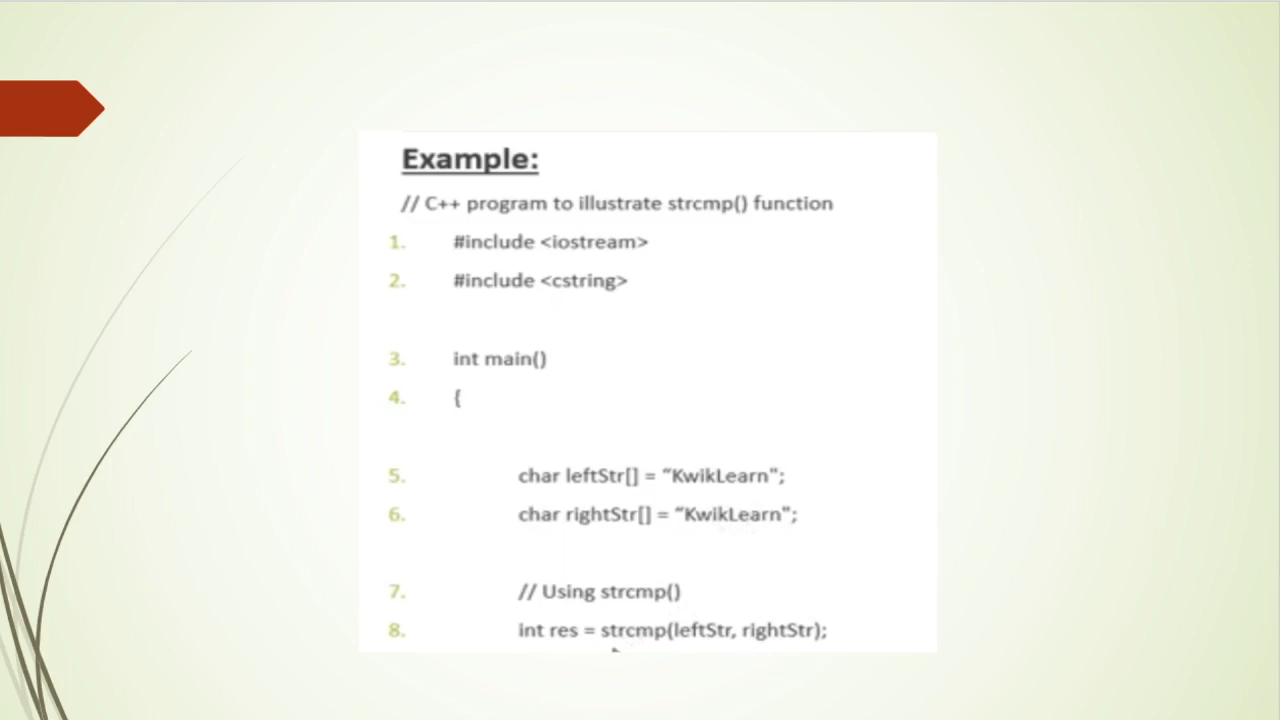 Example:
// C++ program to illustrate strcmp() function
1. #include <iostream>
2. #include <cstring>
3. int main()
4. {
5. char leftStr[] = “KwikLearn";
6. char rightStr[] = “KwikLearn";
7. // Using strcmp()
8. int res = strcmp(leftStr, rightStr);